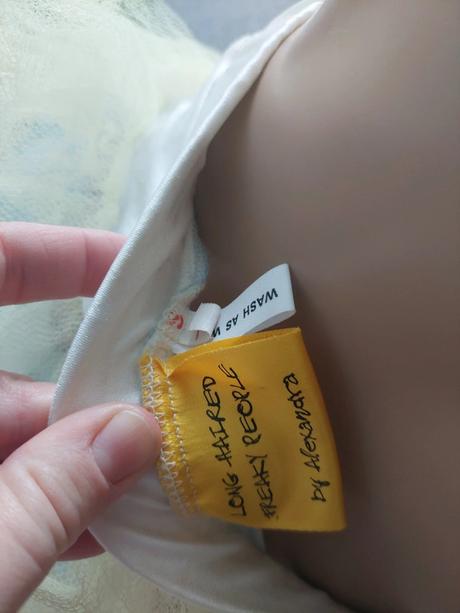 WASH AS W
LONG HAIRED
FREAKY PEOPLE
by Alexandra